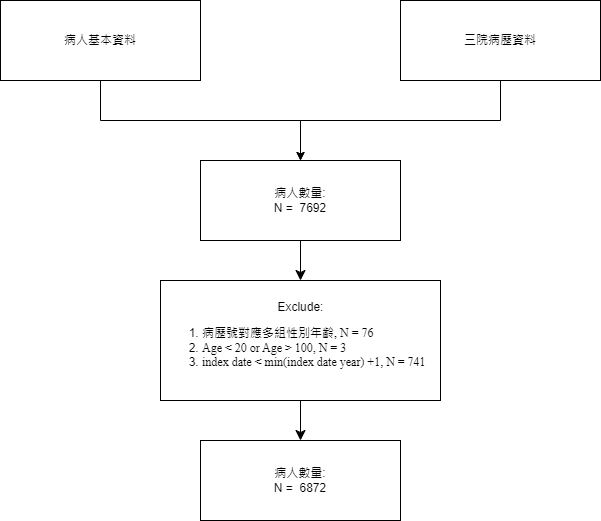 病人基本資料
三院病歷資料
病人數量:
N =  7692
Exclude:
1. 病歷號對應多組性別年齡, N = 76
2. Age < 20 or Age > 100, N = 3
3. index date < min(index date year) +1, N = 741
病人數量:
N =  6872